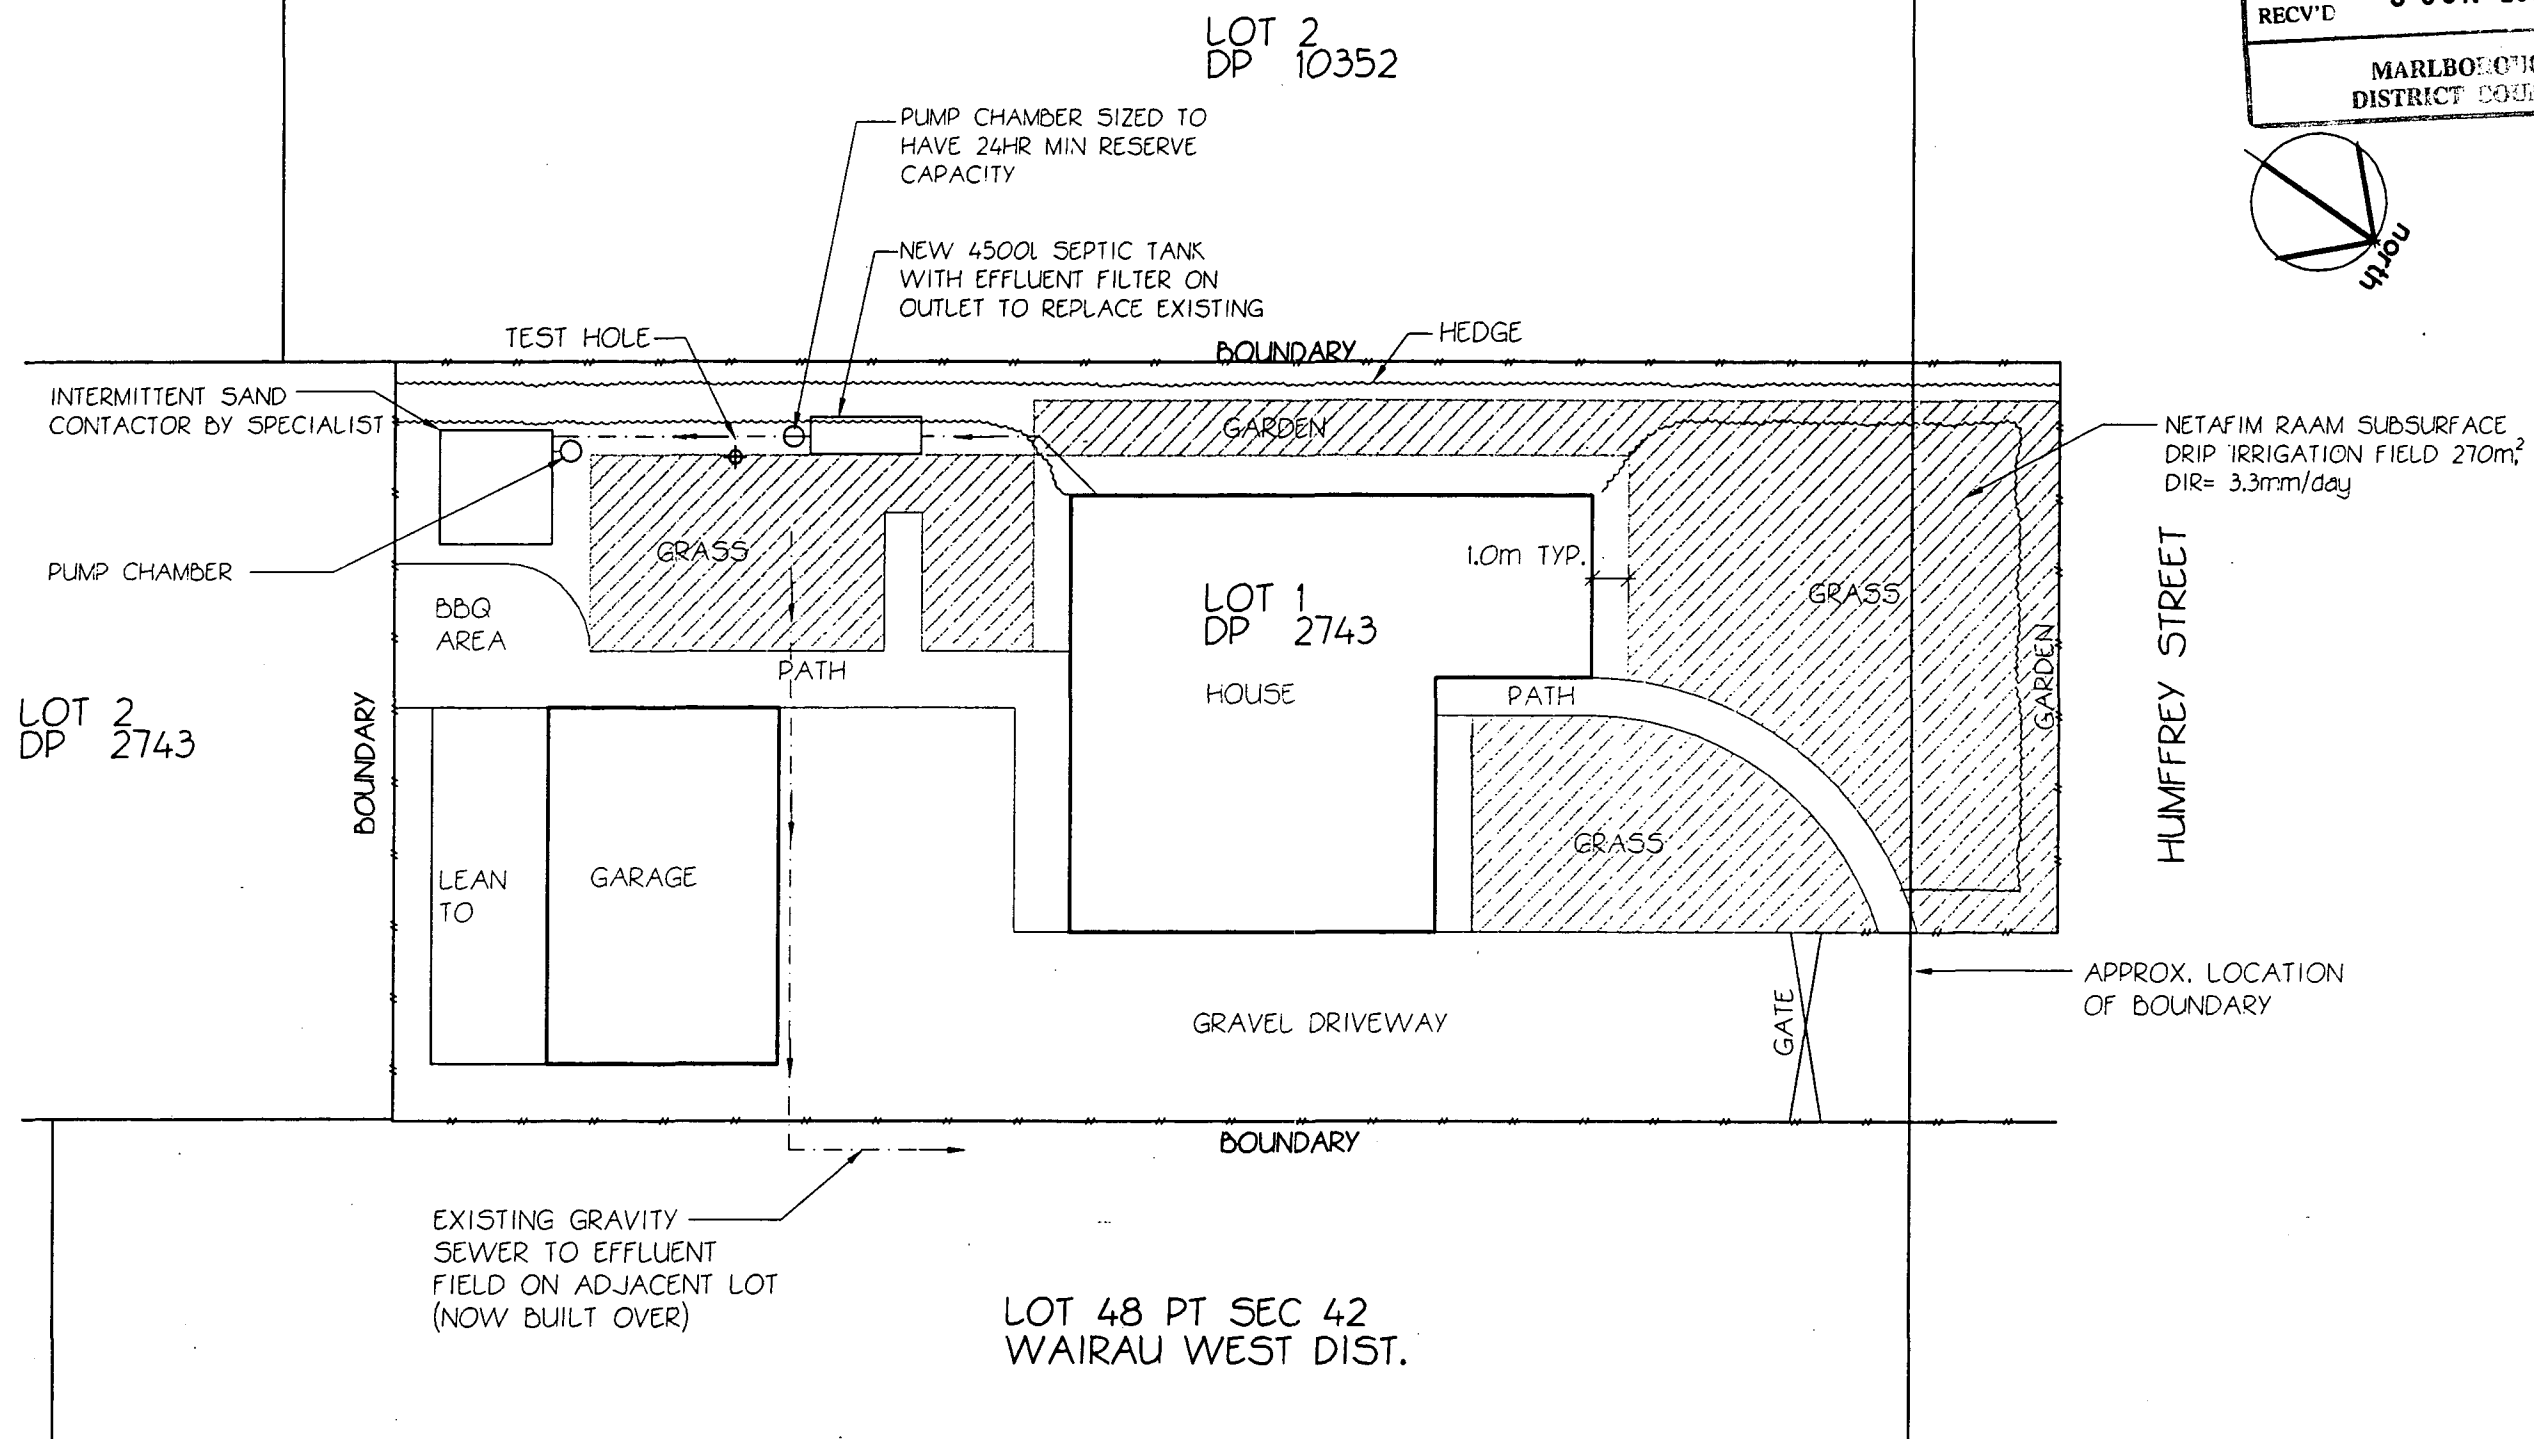 LOT 2
DP 10352
RECV'D
DISTRICT
PUMP CHAMBER SIZED TO
HAVE 24HR MIN RESERVE
CAPACITY
NEW 4500L SEPTIC TANK
WITH EFFLUENT FILTER ON
OUTLET TO REPLACE EXISTING
north
TEST HOLE
BOUNDARY
HEDGE
INTERMITTENT SAND
CONTACTOR BY SPECIALIST
GARDEN
NETAFIM RAAM SUBSURFACE
DRIP IRRIGATION FIELD 270m²,
DIR= 3.3mm/day
PUMP CHAMBER
GRASS
1.0m TYP.
GRASS
BBQ
AREA
LOT 1
DP 2743
HOUSE
PATH
PATH
GARDEN
HUMFFREY STREET
LOT 2
DP 2743
BOUNDARY
GRASS
LEAN
TO
GARAGE
GRAVEL DRIVEWAY
GATE
APPROX. LOCATION
OF BOUNDARY
BOUNDARY
EXISTING GRAVITY
SEWER TO EFFLUENT
FIELD ON ADJACENT LOT
(NOW BUILT OVER)
LOT 48 PT SEC 42
WAIRAU WEST DIST.